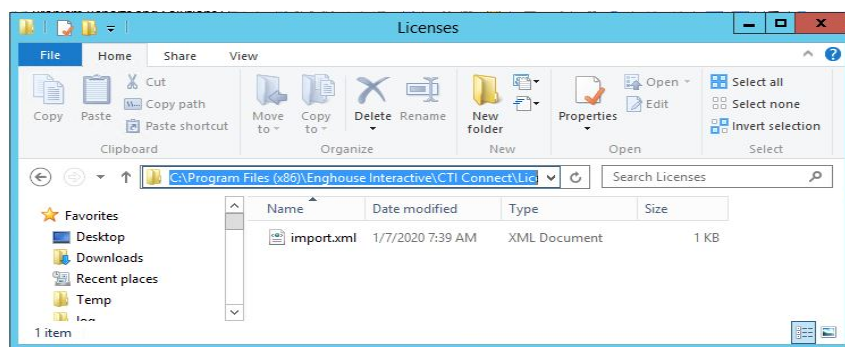 Licenses
File Home Share View
Copy Paste Cut Copy path Paste shortcut
Move to Copy to Delete Rename New folder Properties Open Edit Select all Select none Invert selection
Clipboard Organize New Open Select
C:\Program Files (x86)\Enghouse Interactive\CTI Connect\Lic Search Licenses
Favorites
Desktop
Downloads
Recent places
Temp
Name Date modified Type Size
import.xml 1/7/2020 7:39 AM XML Document 1 KB
1 item